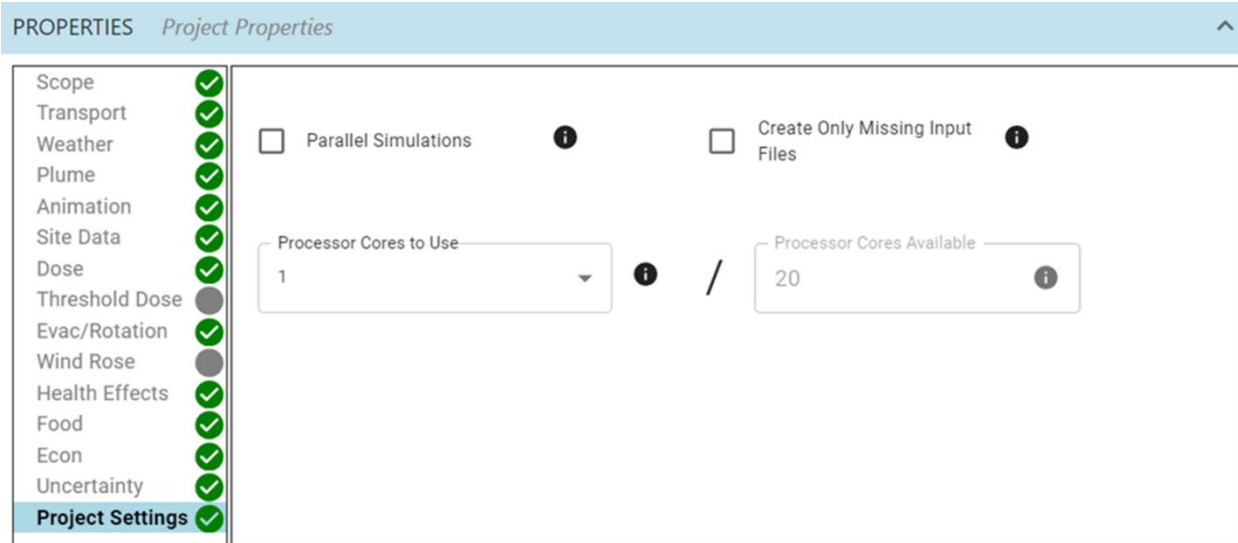 PROPERTIES Project Properties
Scope
Transport
Weather
Plume
Animation
Site Data
Dose
Threshold Dose
Evac/Rotation
Wind Rose
Health Effects
Food
Econ
Uncertainty
Project Settings
Parallel Simulations
Create Only Missing Input
Files
Processor Cores to Use
1
/
Processor Cores Available
20